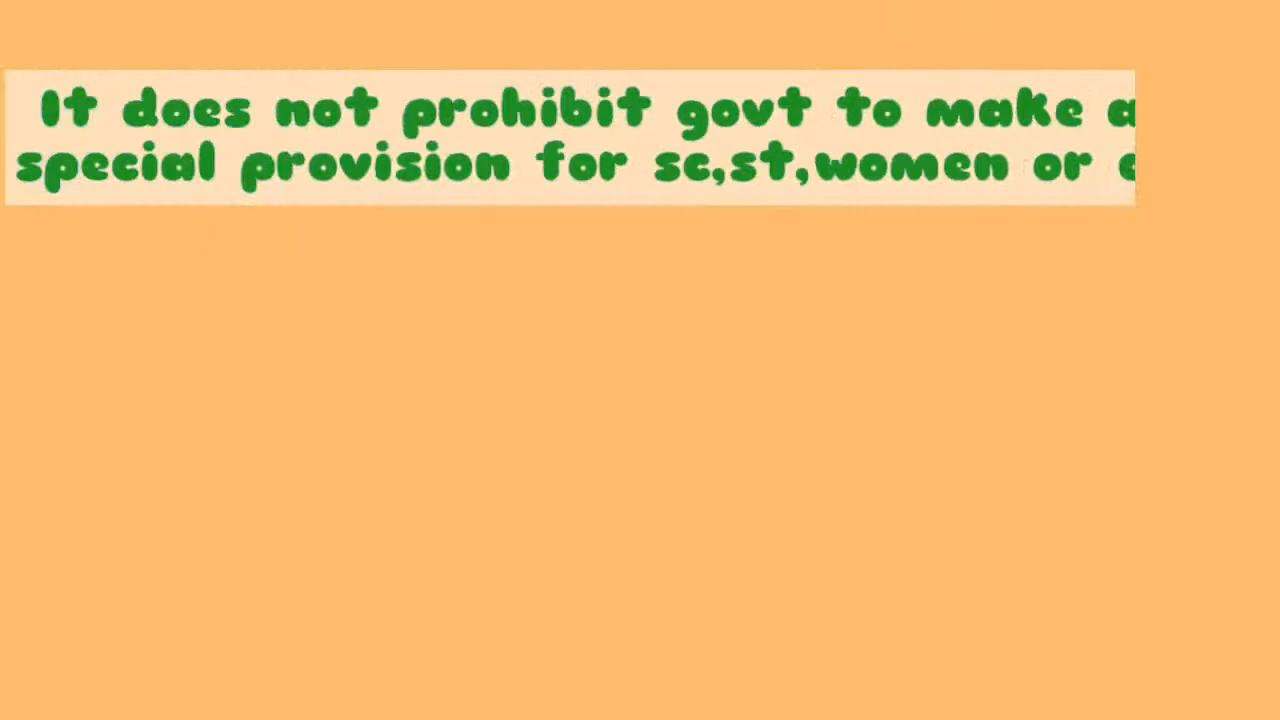 It does not prohibit govt to make
special provision for sc,st,women or